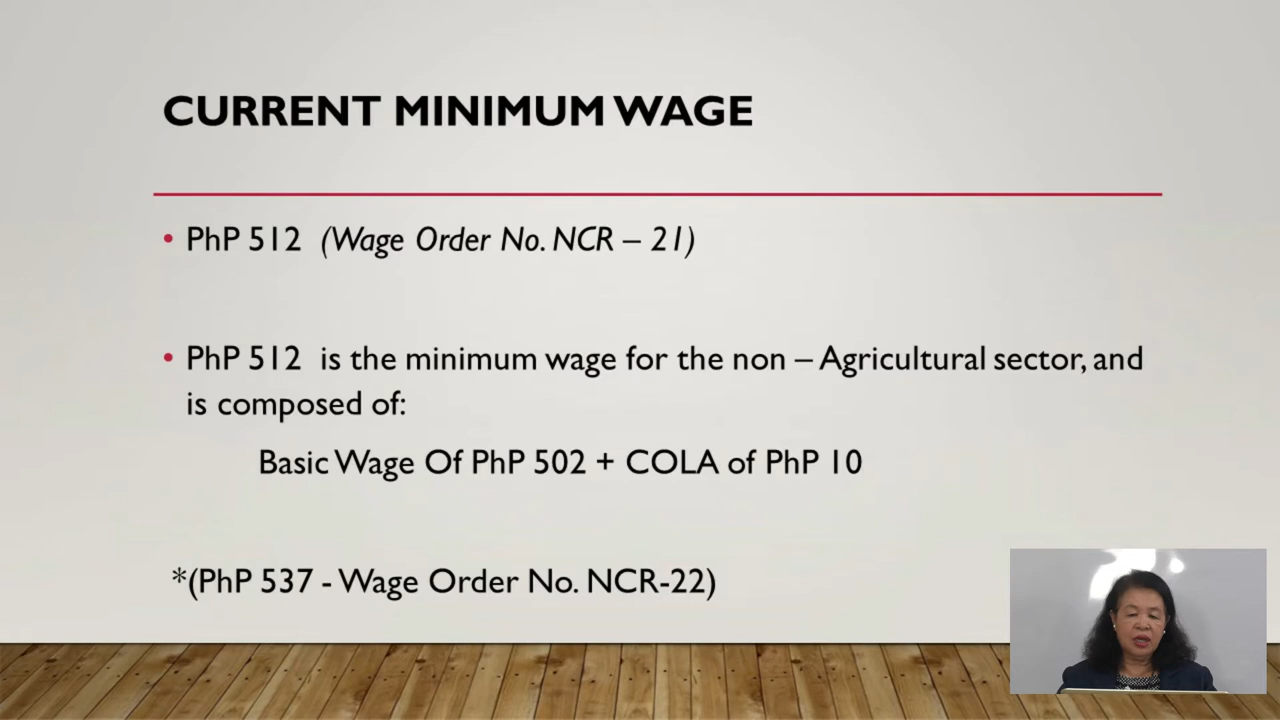 CURRENT MINIMUM WAGE
• PhP 512 (Wage Order No. NCR – 21)
• PhP 512 is the minimum wage for the non – Agricultural sector, and
is composed of:
Basic Wage Of PhP 502 + COLA of PhP 10
*(PhP 537 - Wage Order No. NCR-22)